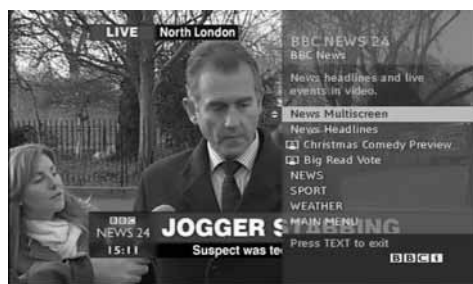 LIVE North London
BBC NEWS 24
BBC News
News headlines and live
events in video.
News Multiscreen
News Headlines
Christmas Comedy Preview
Big Read Vote
NEWS
SPORT
WEATHER
MAIN MENU
Press TEXT to exit
BBCi
BBC
NEWS 24
15:11
JOGGER STABBING
Suspect was